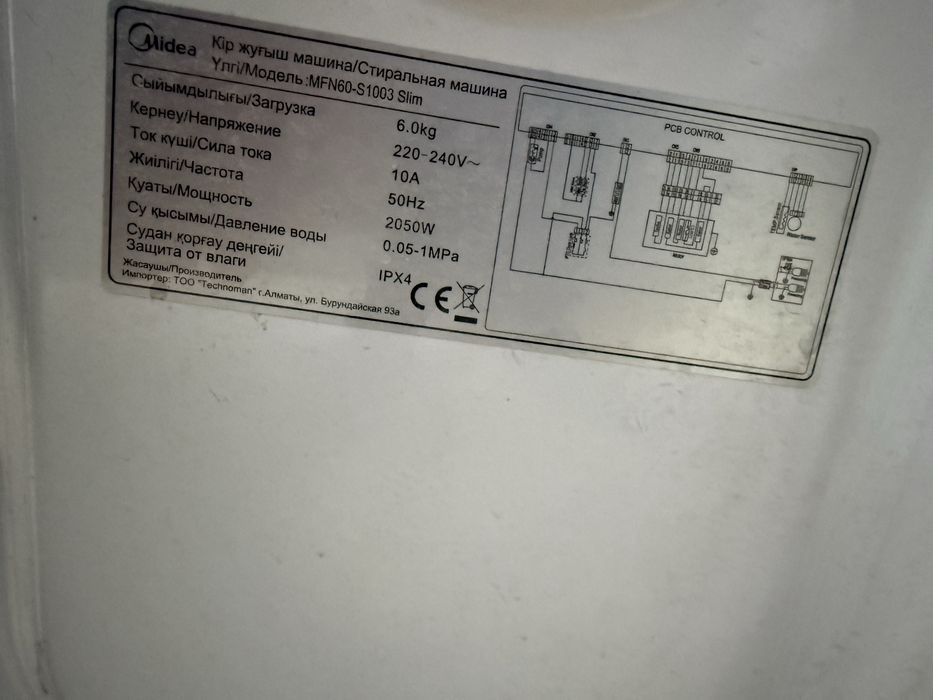 Midea
Кір жуғыш машина/Стиральная машина
Үлгі/Модель:MFN60-S1003 Slim
Сыйымдылығы/Загрузка 6.0kg
Кернеу/Напряжение 220-240V~
Ток күші/Сила тока 10A
Жиілігі/Частота 50Hz
Қуаты/Мощность 2050W
Су қысымы/Давление воды 0.05-1MPa
Судан қорғау деңгейі/
Защита от влаги IPX4
Жасаушы/Производитель
Импортер: ТОО "Technoman" г.Алматы, ул. Бурундайская 93а
CE
PCB CONTROL